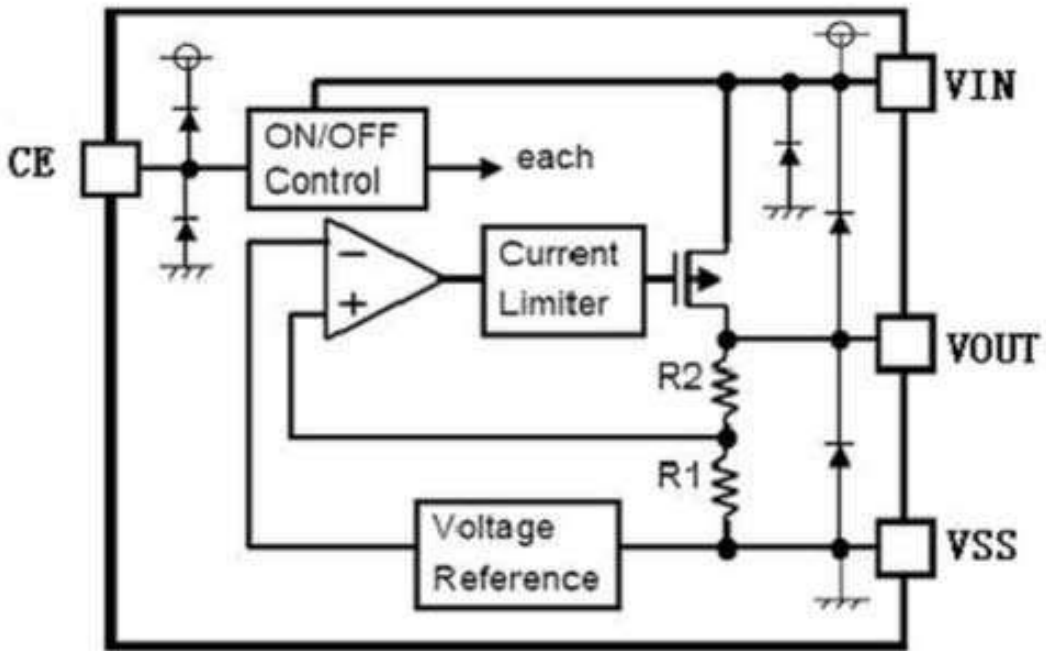 VIN
ON/OFF
Control
each
CE
−
+
Current
Limiter
VOUT
R2
R1
Voltage
Reference
VSS